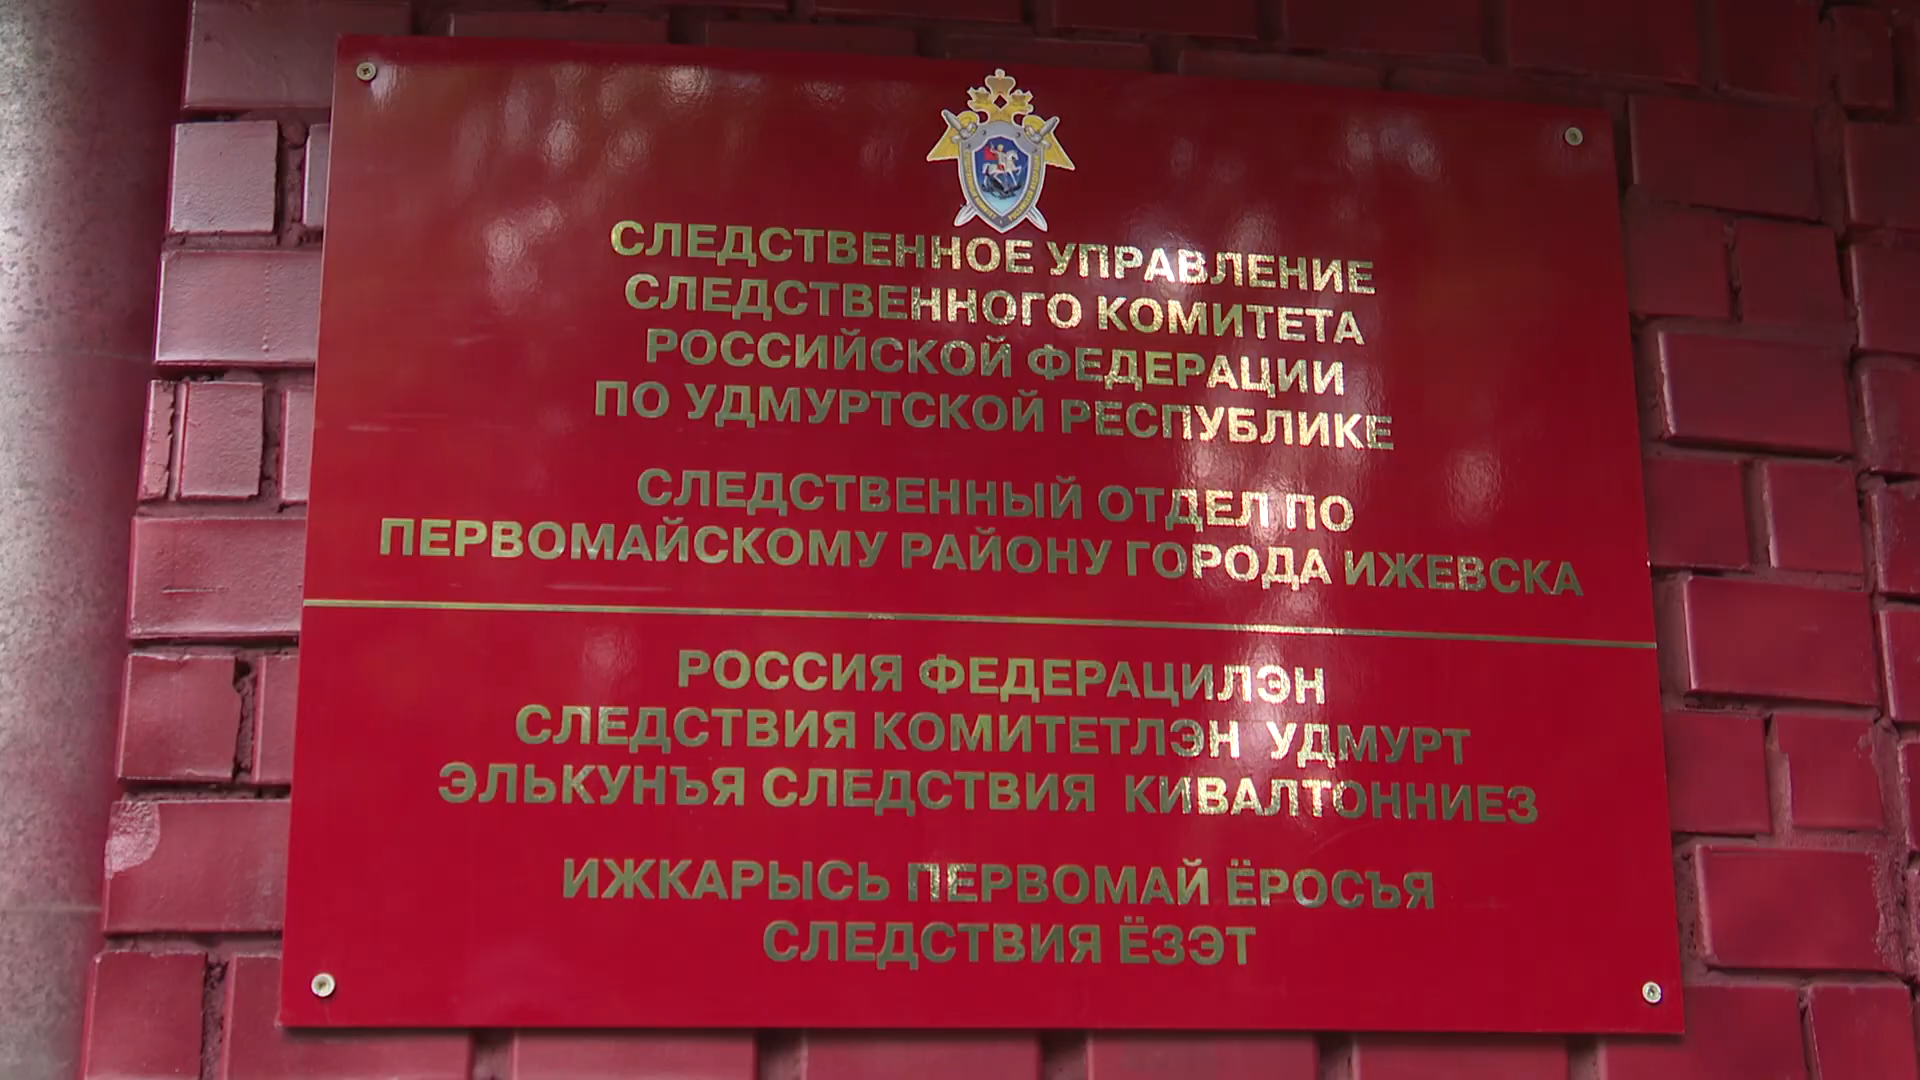 СЛЕДСТВЕННОЕ УПРАВЛЕНИЕ
СЛЕДСТВЕННОГО КОМИТЕТА
РОССИЙСКОЙ ФЕДЕРАЦИИ
ПО УДМУРТСКОЙ РЕСПУБЛИКЕ
СЛЕДСТВЕННЫЙ ОТДЕЛ ПО
ПЕРВОМАЙСКОМУ РАЙОНУ ГОРОДА ИЖЕВСКА
РОССИЯ ФЕДЕРАЦИЛЭН
СЛЕДСТВИЯ КОМИТЕТЛЭН УДМУРТ
ЭЛЬКУНЪЯ СЛЕДСТВИЯ КИВАЛТОННИЕЗ
ИЖКАРЫСЬ ПЕРВОМАЙ ЁРОСЪЯ
СЛЕДСТВИЯ ЁЗЭТ